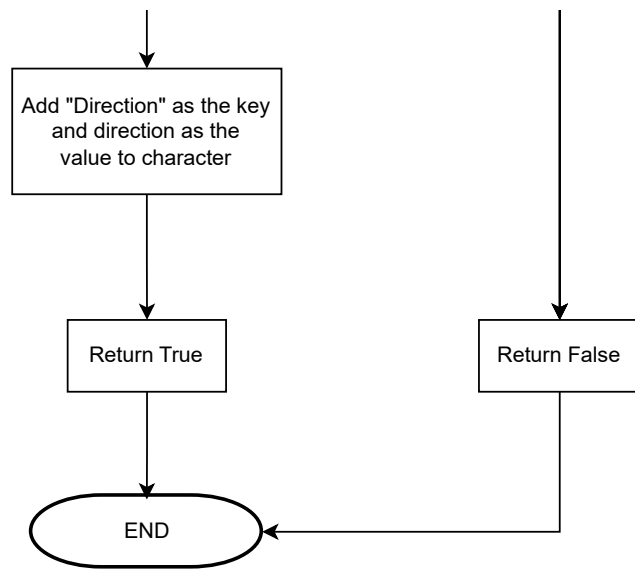 Add "Direction" as the key
and direction as the
value to character
Return True
Return False
END